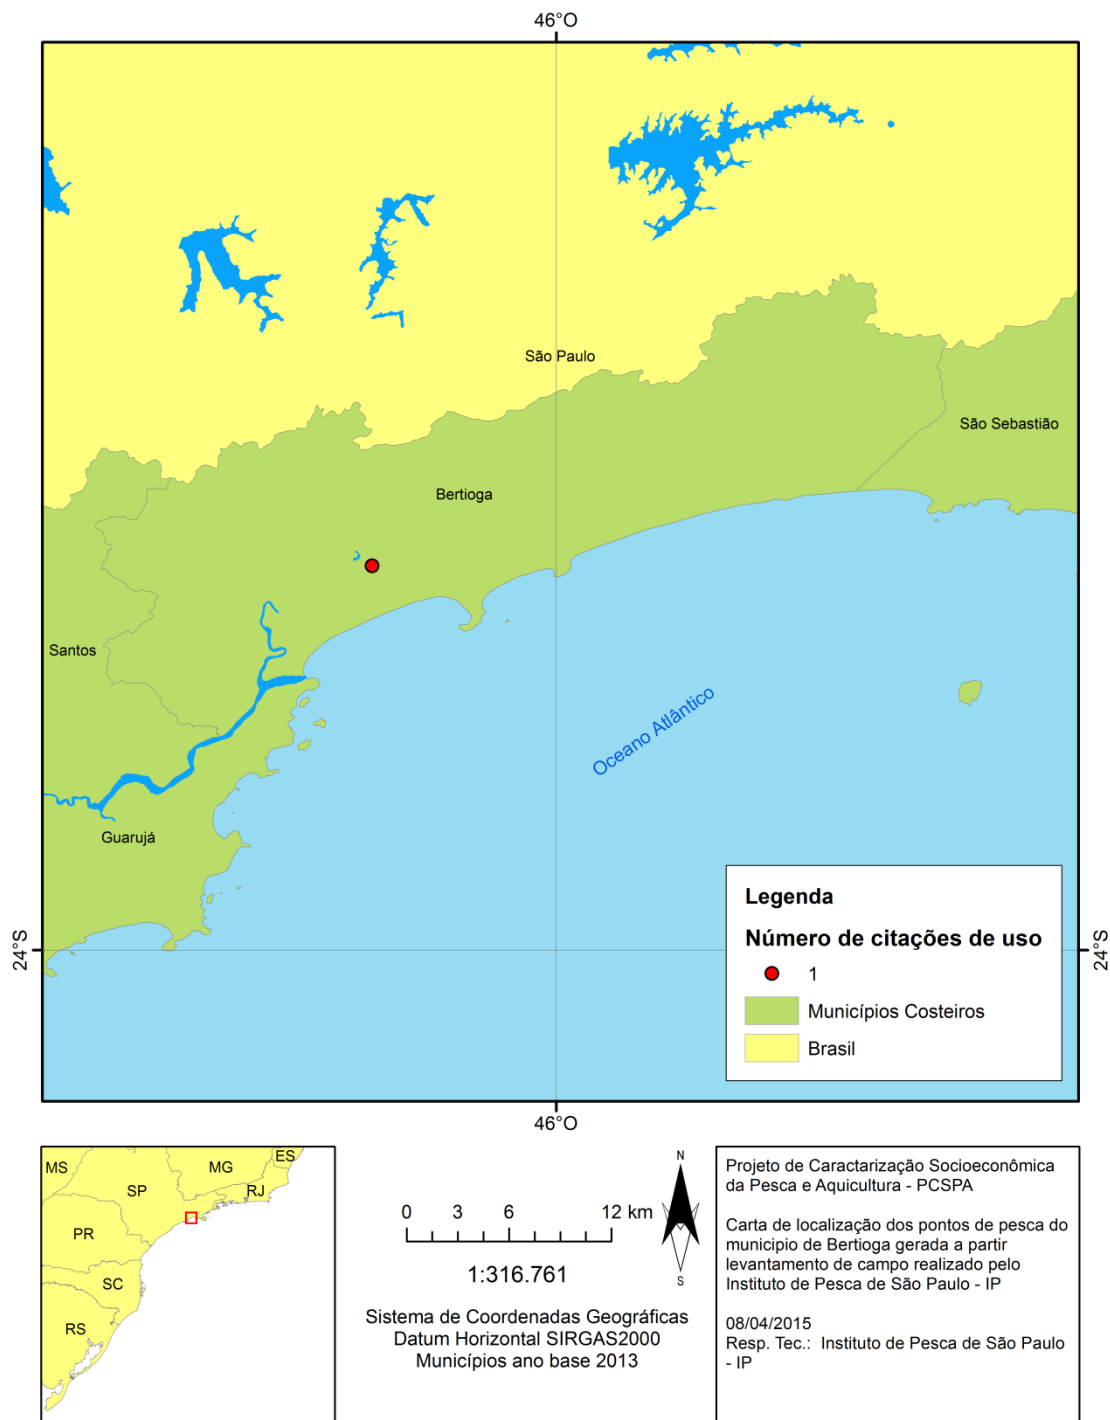 46°O
São Paulo
São Sebastião
Bertioga
Santos
Oceano Atlântico
Guarujá
24°S
24°S
Legenda
Número de citações de uso
1
Municípios Costeiros
Brasil
46°O
MS
MG
ES
SP
RJ
PR
SC
RS
0 3 6 12 km
1:316.761
Sistema de Coordenadas Geográficas
Datum Horizontal SIRGAS2000
Municípios ano base 2013
N
S
Projeto de Caractarização Socioeconômica
da Pesca e Aquicultura - PCSPA
Carta de localização dos pontos de pesca do
municipio de Bertioga gerada a partir
levantamento de campo realizado pelo
Instituto de Pesca de São Paulo - IP
08/04/2015
Resp. Tec.: Instituto de Pesca de São Paulo
- IP